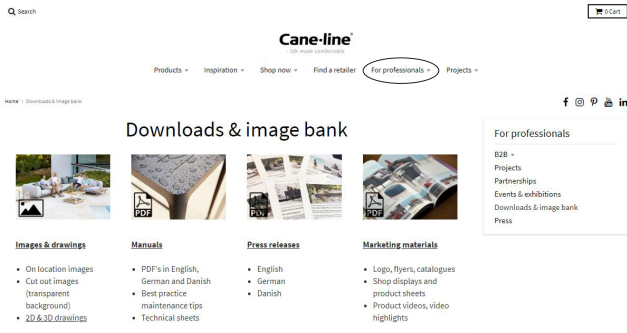 Search
0 Cart
Cane-line®
life made comfortable
Products Inspiration Shop now Find a retailer For professionals Projects
Home > Downloads & image bank
Downloads & image bank
PDF
PDF
PDF
Images & drawings
• On location images
• Cut out images
(transparent
background)
• 2D & 3D drawings
Manuals
• PDF's in English,
German and Danish
• Best practice
maintenance tips
• Technical sheets
Press releases
• English
• German
• Danish
Marketing materials
• Logo, flyers, catalogues
• Shop displays and
product sheets
• Product videos, video
highlights
For professionals
B2B
Projects
Partnerships
Events & exhibitions
Downloads & image bank
Press